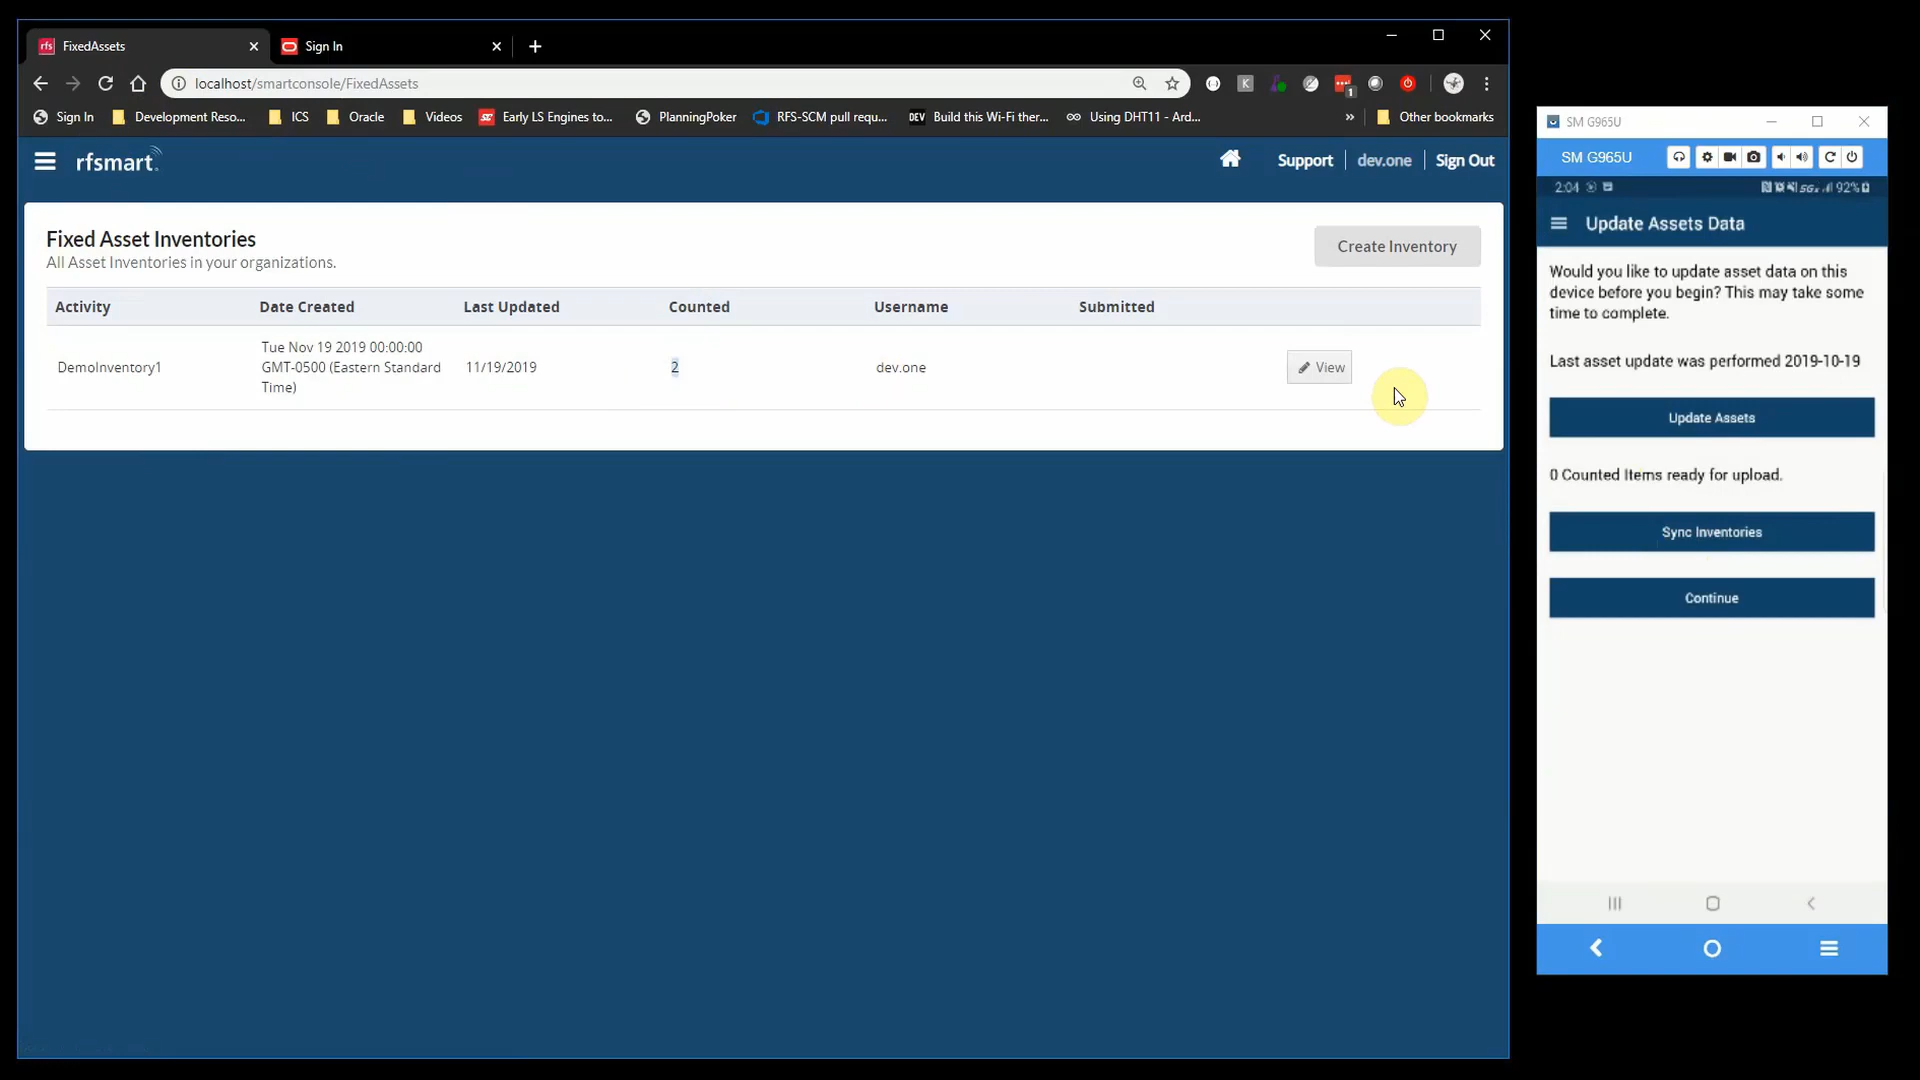 FixedAssets
Sign In
localhost/smartconsole/FixedAssets
Sign In
Development Reso...
ICS
Oracle
Videos
Early LS Engines to...
PlanningPoker
RFS-SCM pull requ...
Build this Wi-Fi ther...
Using DHT11 - Ard...
»
Other bookmarks
rfsmart
Support
dev.one
Sign Out
Fixed Asset Inventories
All Asset Inventories in your organizations.
Create Inventory
Activity Date Created Last Updated Counted Username Submitted
Tue Nov 19 2019 00:00:00
DemoInventory1 GMT-0500 (Eastern Standard 11/19/2019 2 dev.one View
Time)
SM G965U
SM G965U
2:04 92%
Update Assets Data
Would you like to update asset data on this
device before you begin? This may take some
time to complete.
Last asset update was performed 2019-10-19
Update Assets
0 Counted Items ready for upload.
Sync Inventories
Continue